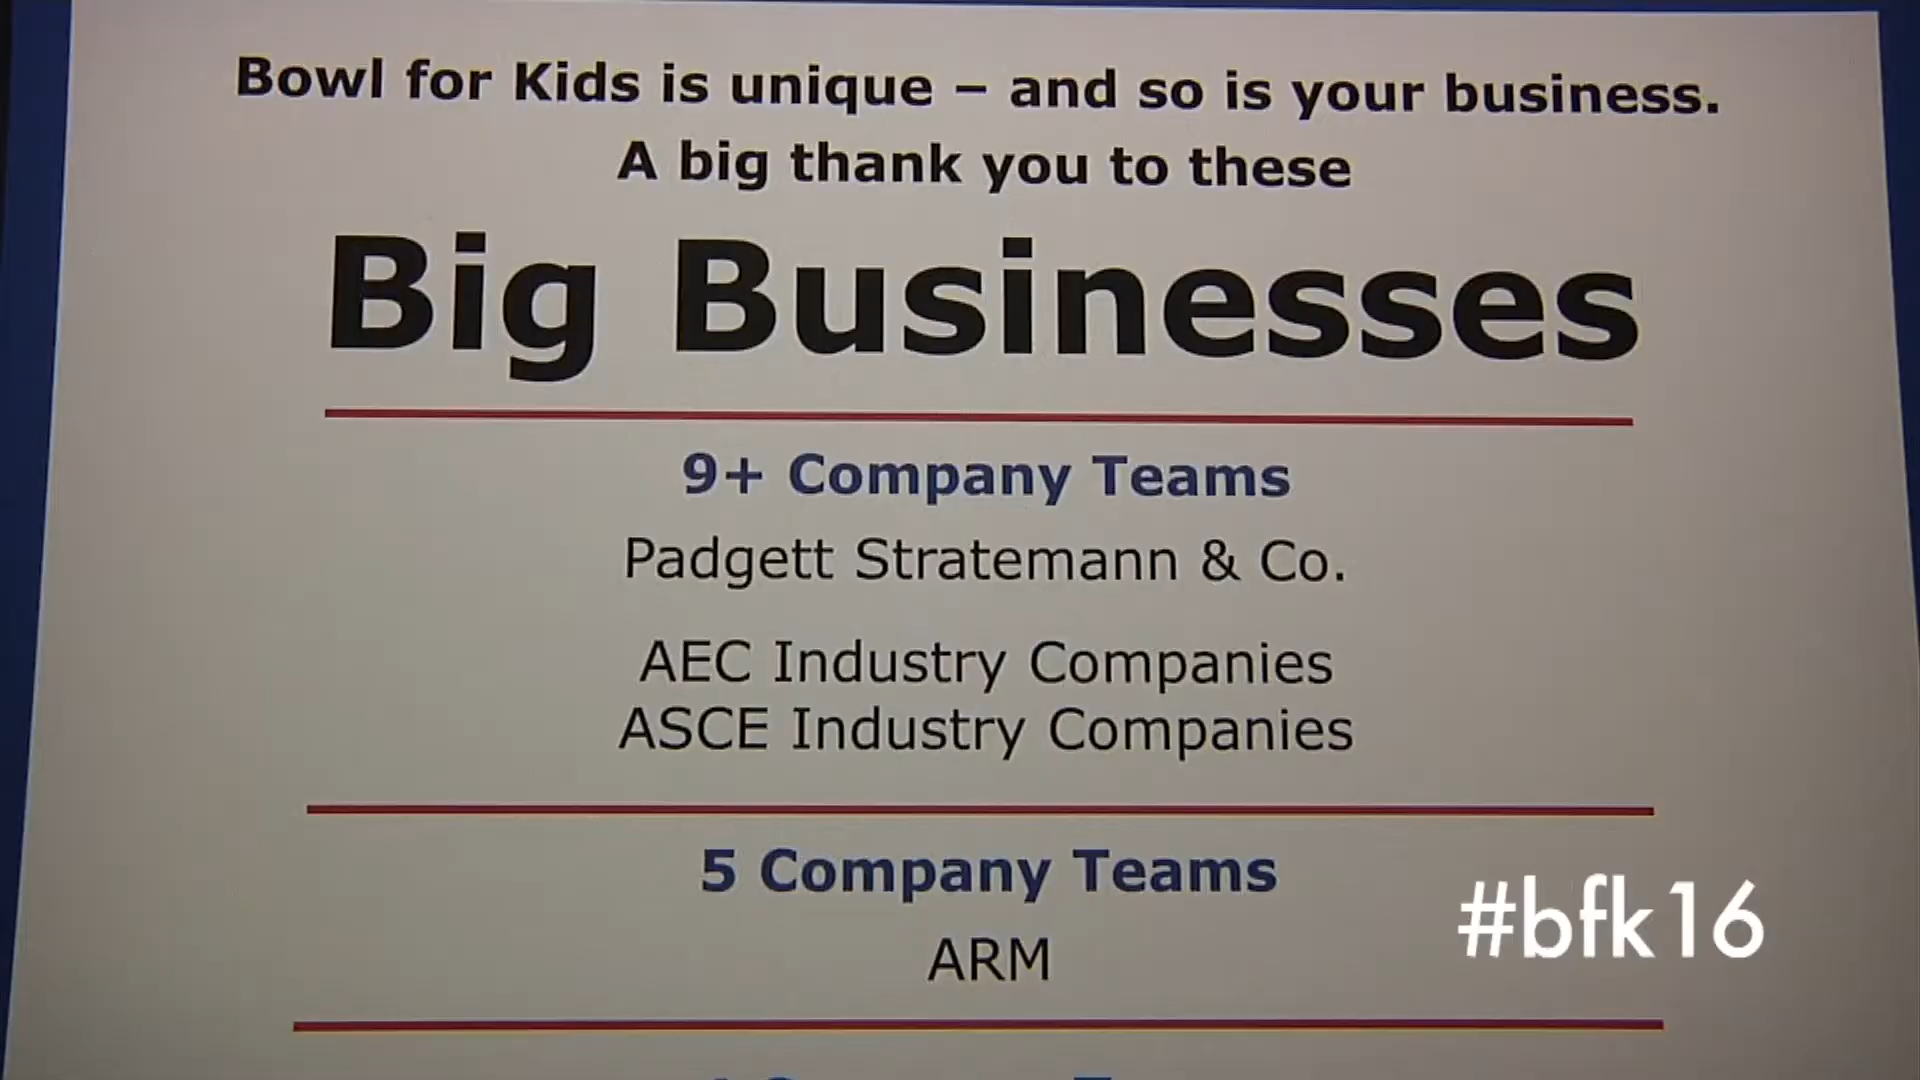 Bowl for Kids is unique – and so is your business.
A big thank you to these
Big Businesses
9+ Company Teams
Padgett Stratemann & Co.
AEC Industry Companies
ASCE Industry Companies
5 Company Teams
ARM
#bfk16